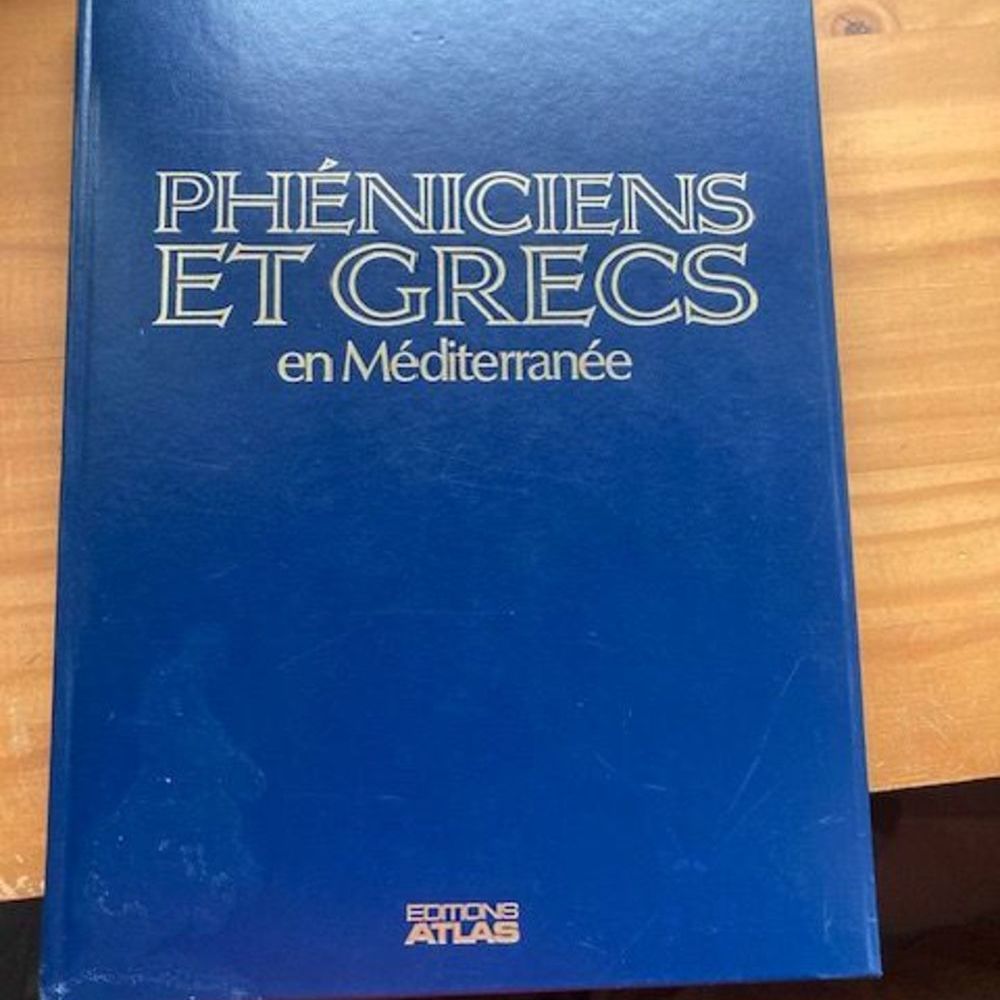 PHÉNICIENS
ET GRECS
en Méditerranée
EDITIONS
ATLAS